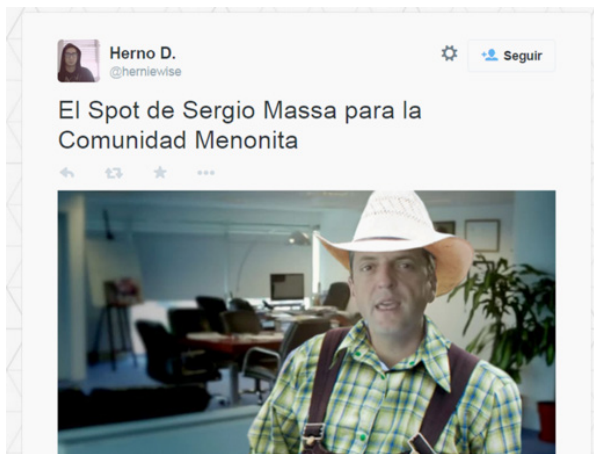 Herno D.
@herniewise
Seguir
El Spot de Sergio Massa para la
Comunidad Menonita